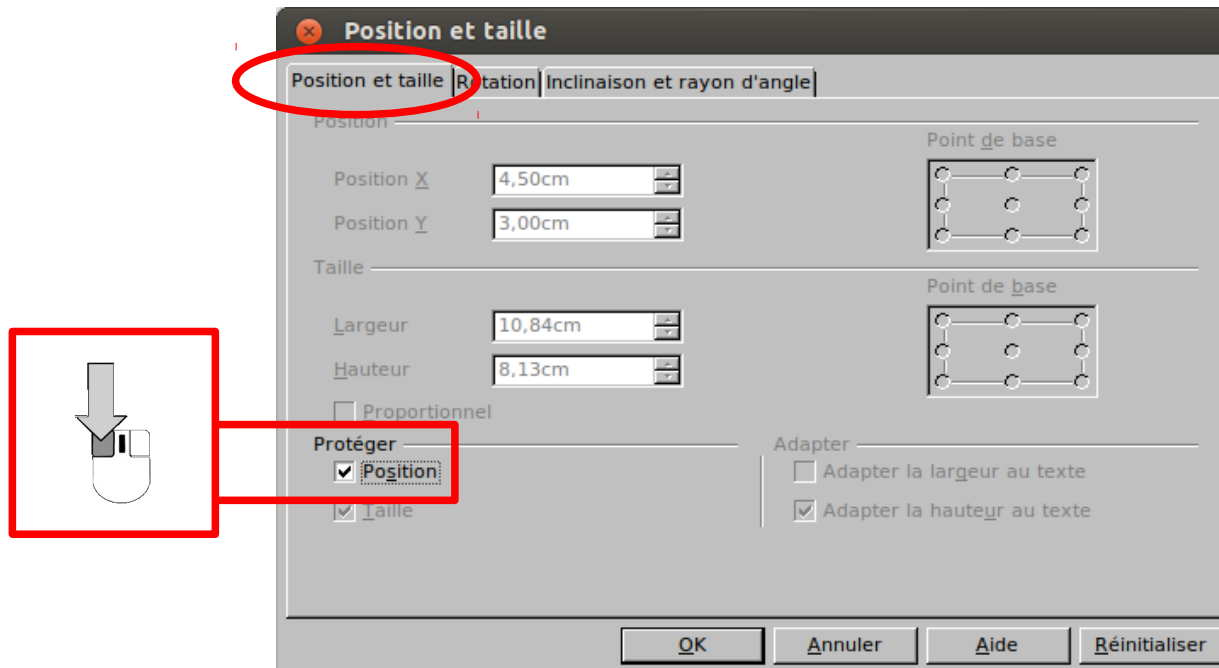 Position et taille
Position et taille Rotation Inclinaison et rayon d'angle
Position
Point de base
Position X 4,50cm
Position Y 3,00cm
Taille
Point de base
Largeur 10,84cm
Hauteur 8,13cm
Proportionnel
Protéger Adapter
Position Adapter la largeur au texte
Taille Adapter la hauteur au texte
OK Annuler Aide Réinitialiser